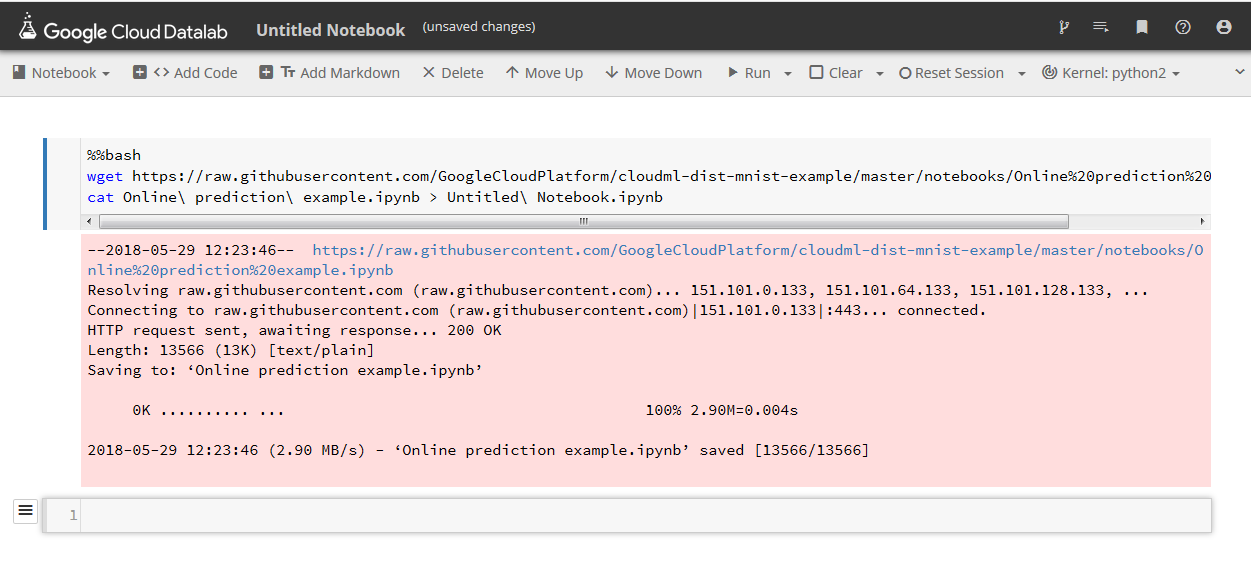 Google Cloud Datalab Untitled Notebook (unsaved changes)
Notebook <> Add Code Tт Add Markdown Delete Move Up Move Down Run Clear Reset Session Kernel: python2
%%bash
wget https://raw.githubusercontent.com/GoogleCloudPlatform/cloudml-dist-mnist-example/master/notebooks/Online%20prediction%20
cat Online\ prediction\ example.ipynb > Untitled\ Notebook.ipynb
--2018-05-29 12:23:46-- https://raw.githubusercontent.com/GoogleCloudPlatform/cloudml-dist-mnist-example/master/notebooks/O
nline%20prediction%20example.ipynb
Resolving raw.githubusercontent.com (raw.githubusercontent.com)... 151.101.0.133, 151.101.64.133, 151.101.128.133, ...
Connecting to raw.githubusercontent.com (raw.githubusercontent.com)|151.101.0.133|:443... connected.
HTTP request sent, awaiting response... 200 OK
Length: 13566 (13K) [text/plain]
Saving to: ‘Online prediction example.ipynb’
0K .......... ... 100% 2.90M=0.004s
2018-05-29 12:23:46 (2.90 MB/s) - ‘Online prediction example.ipynb’ saved [13566/13566]
1